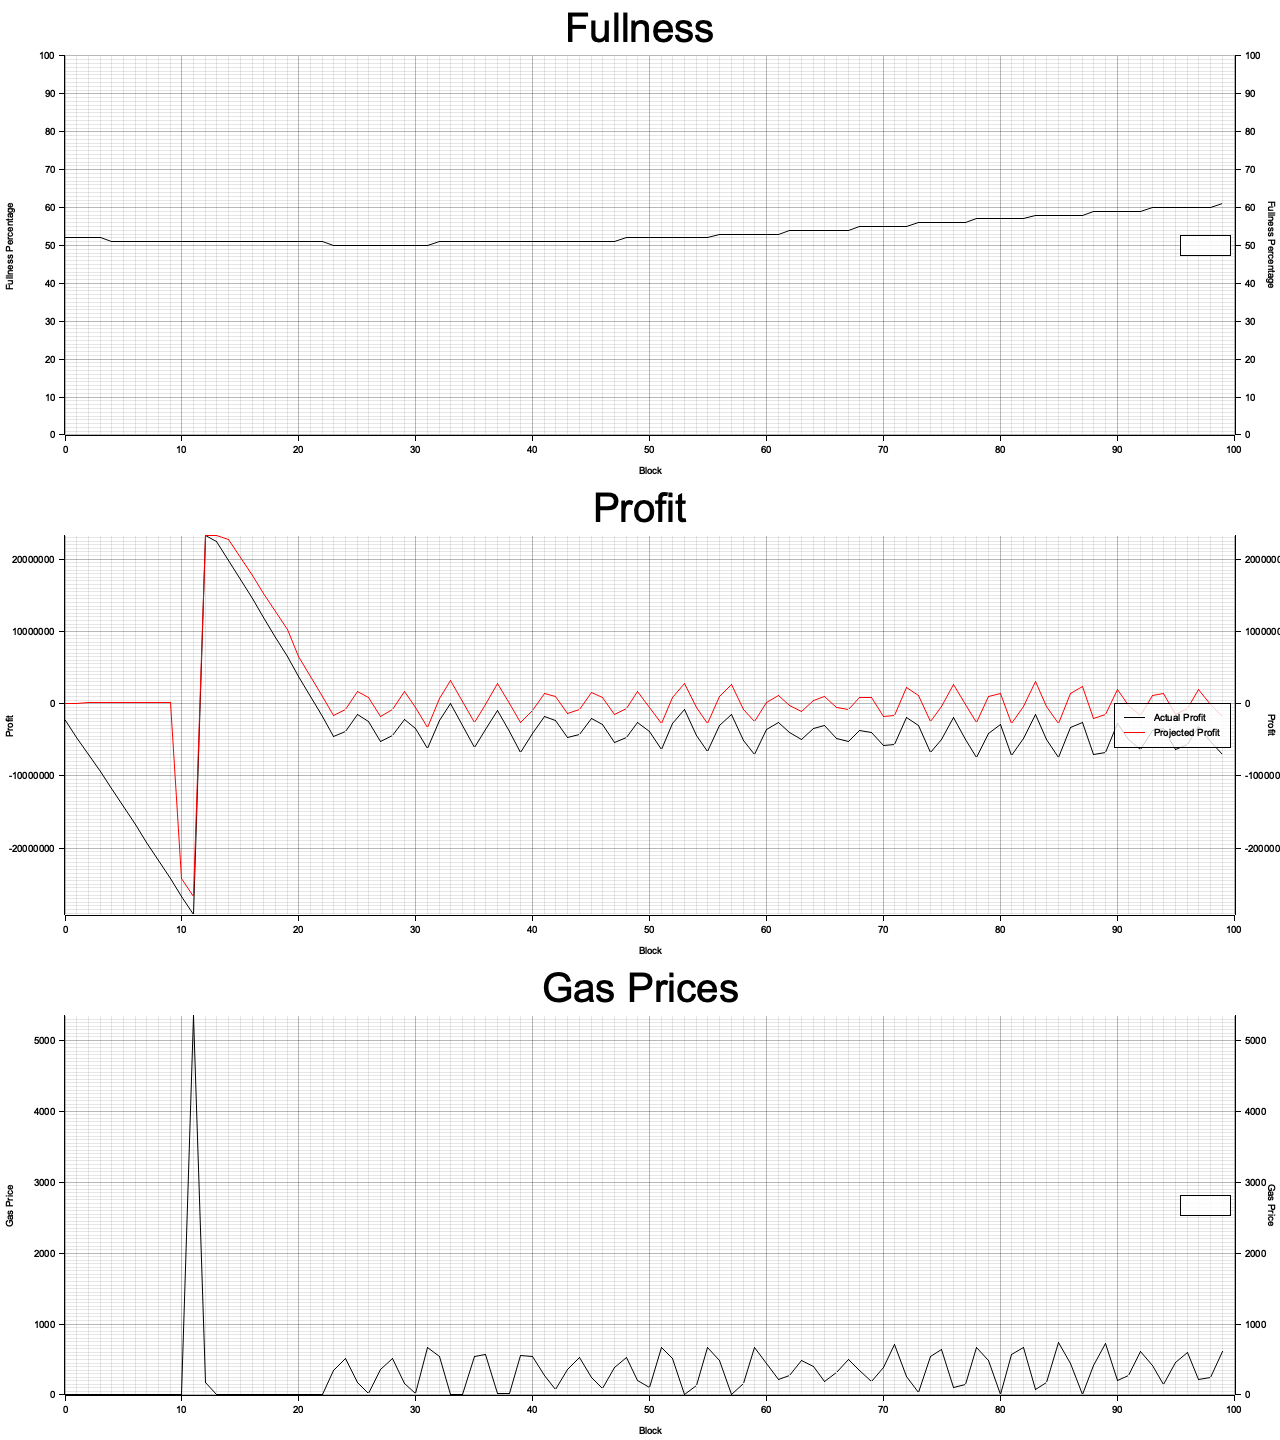 Fullness
100 100
90 90
80 80
70 70
60 60
Fullness Percentage Fullness Percentage
50 50
40 40
30 30
20 20
10 10
0 0
0 10 20 30 40 50 60 70 80 90 100
Block
Profit
20000000 2000000
10000000 1000000
0 0
Profit Profit
Actual Profit
Projected Profit
-10000000 -100000
-20000000 -200000
0 10 20 30 40 50 60 70 80 90 100
Block
Gas Prices
5000 5000
4000 4000
3000 3000
Gas Price Gas Price
2000 2000
1000 1000
0 0
0 10 20 30 40 50 60 70 80 90 100
Block